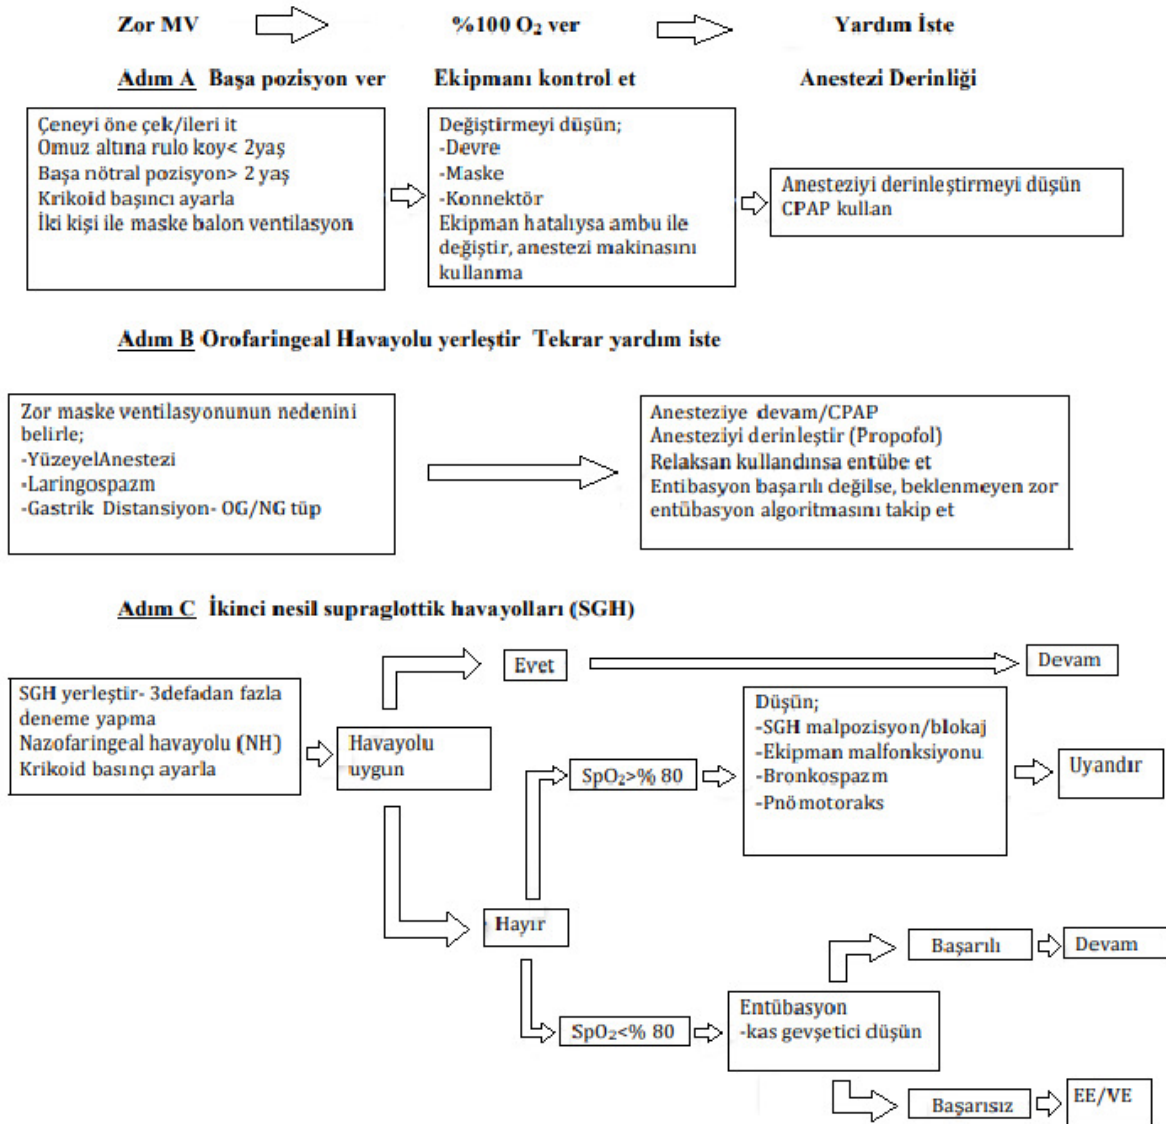 Zor MV
%100 O₂ ver
Yardım İste
Adım A Başa pozisyon ver
Ekipmanı kontrol et
Anestezi Derinliği
Çeneyi öne çek/ileri it
Omuz altına rulo koy< 2yaş
Başa nötral pozisyon> 2 yaş
Krikoid başıncı ayarla
İki kişi ile maske balon ventilasyon
Değiştirmeyi düşün;
-Devre
-Maske
-Konnektör
Ekipman hatalıysa ambu ile
değiştir, anestezi makinasını
kullanma
Anesteziyi derinleştirmeyi düşün
CPAP kullan
Adım B Orofaringeal Havayolu yerleştir Tekrar yardım iste
Zor maske ventilasyonunun nedenini
belirle;
-YüzeyelAnestezi
-Laringospazm
-Gastrik Distansiyon- OG/NG tüp
Anesteziye devam/CPAP
Anesteziyi derinleştir (Propofol)
Relaksan kullandınsa entübe et
Entibasyon başarılı değilse, beklenmeyen zor
entübasyon algoritmasını takip et
Adım C İkinci nesil supraglottik havayolları (SGH)
SGH yerleştir- 3defadan fazla
deneme yapma
Nazofaringeal havayolu (NH)
Krikoid basınçı ayarla
Havayolu
uygun
Evet
Devam
SpO₂>% 80
Düşün;
-SGH malpozisyon/blokaj
-Ekipman malfonksiyonu
-Bronkospazm
-Pnömotoraks
Uyandır
Hayır
SpO₂<% 80
Entübasyon
-kas gevşetici düşün
Başarılı
Devam
Başarısız
EE/VE